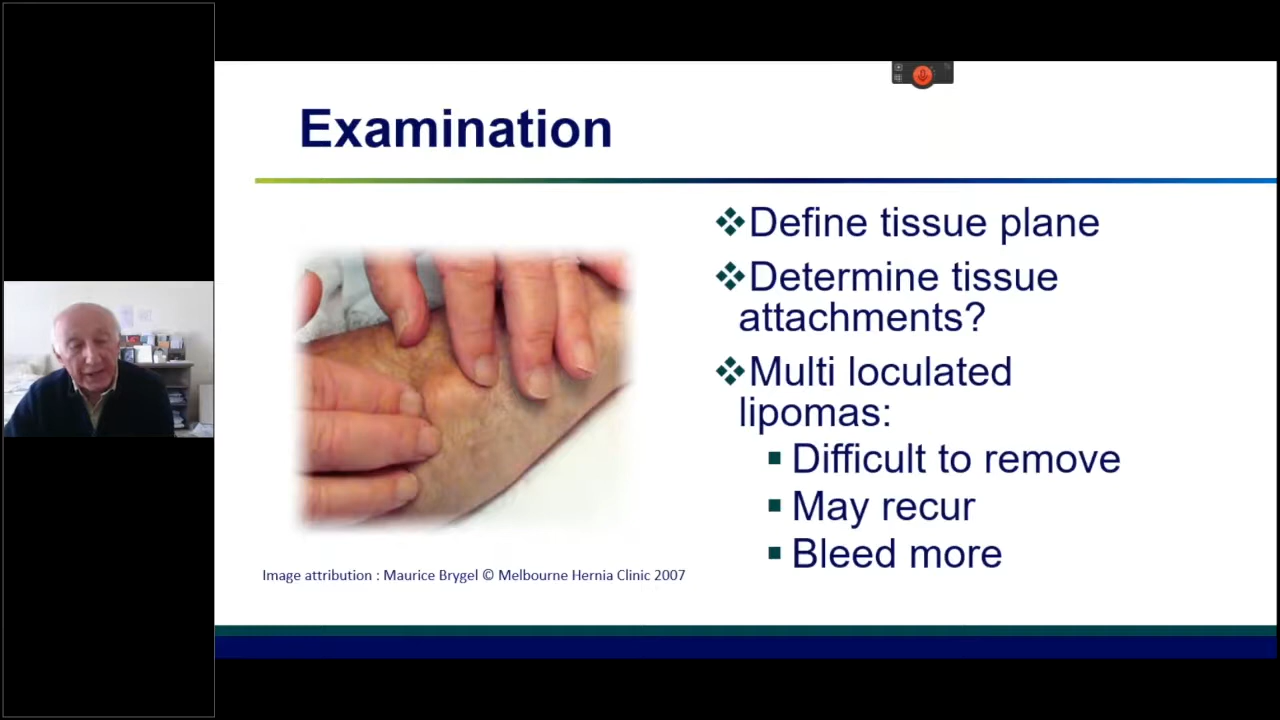 Examination
❖Define tissue plane
❖Determine tissue
attachments?
❖Multi loculated
lipomas:
▪ Difficult to remove
▪ May recur
▪ Bleed more
Image attribution : Maurice Brygel © Melbourne Hernia Clinic 2007